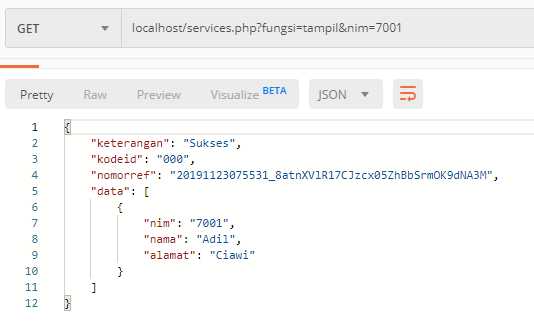 GET localhost/services.php?fungsi=tampil&nim=7001
Pretty Raw Preview Visualize BETA JSON
1 {
2 "keterangan": "Sukses",
3 "kodeid": "000",
4 "nomorref": "20191123075531_8atnXVlR17CJzcx05ZhBbSrmOK9dNA3M",
5 "data": [
6 {
7 "nim": "7001",
8 "nama": "Adil",
9 "alamat": "Ciawi"
10 }
11 ]
12 }